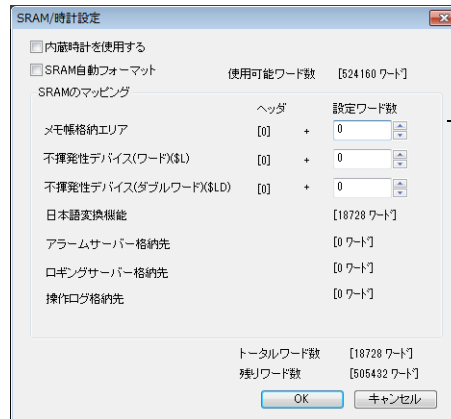 SRAM/時計設定
内蔵時計を使用する
SRAM自動フォーマット 使用可能ワード数 [524160 ワード]
SRAMのマッピング
ヘッダ 設定ワード数
メモ帳格納エリア [0] + 0
不揮発性デバイス(ワード)($L) [0] + 0
不揮発性デバイス(ダブルワード)($LD) [0] + 0
日本語変換機能 [18728 ワード]
アラームサーバー格納先 [0 ワード]
ロギングサーバー格納先 [0 ワード]
操作ログ格納先 [0 ワード]
トータルワード数 [18728 ワード]
残りワード数 [505432 ワード]
OK キャンセル